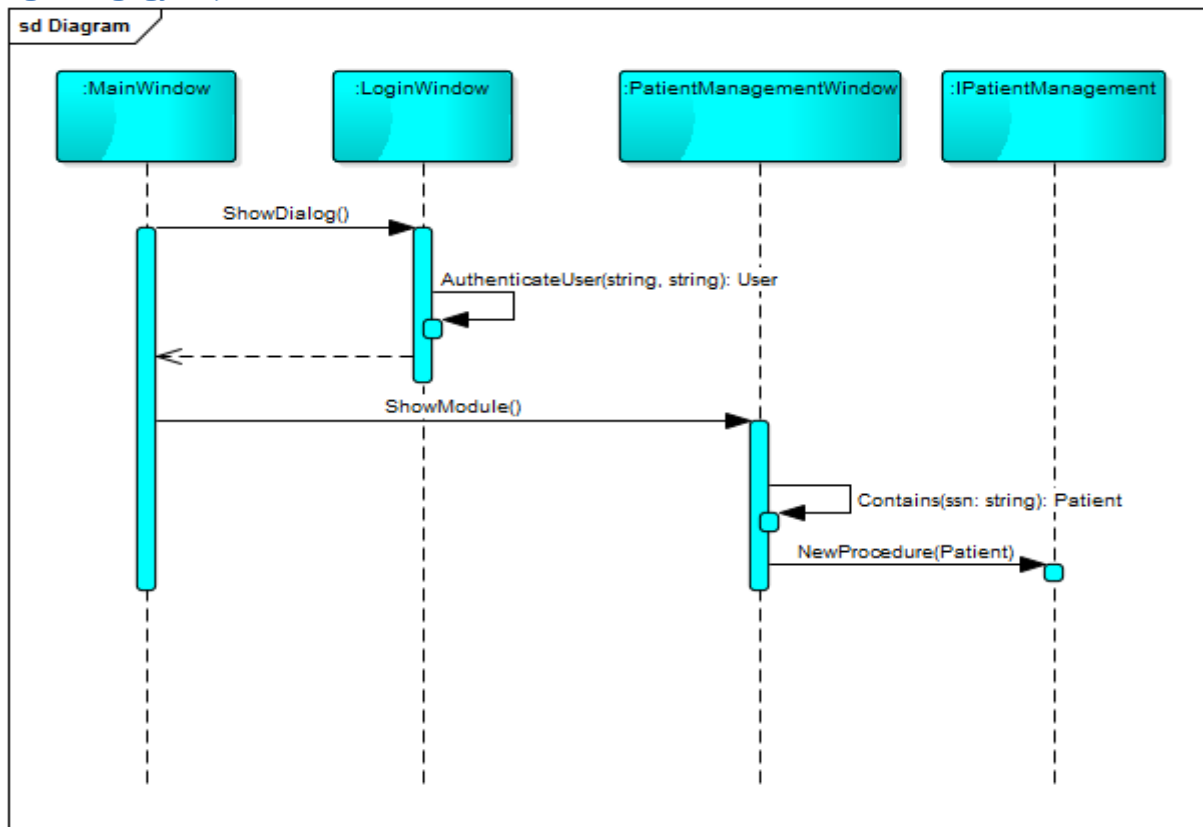 sd Diagram
:MainWindow
:LoginWindow
:PatientManagementWindow
:IPatientManagement
ShowDialog()
AuthenticateUser(string, string): User
ShowModule()
Contains(ssn: string): Patient
NewProcedure(Patient)